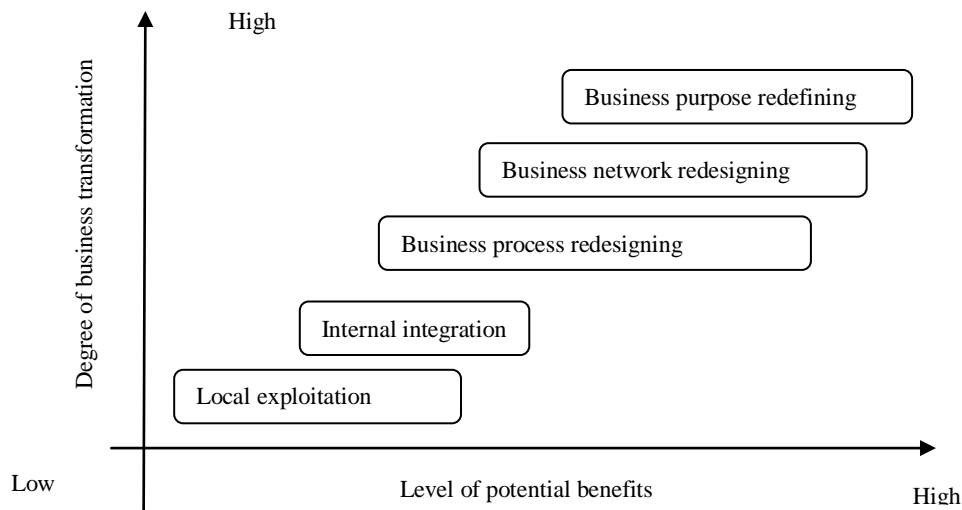 High
Business purpose redefining
Business network redesigning
Business process redesigning
Internal integration
Local exploitation
Degree of business transformation
Low
Level of potential benefits
High